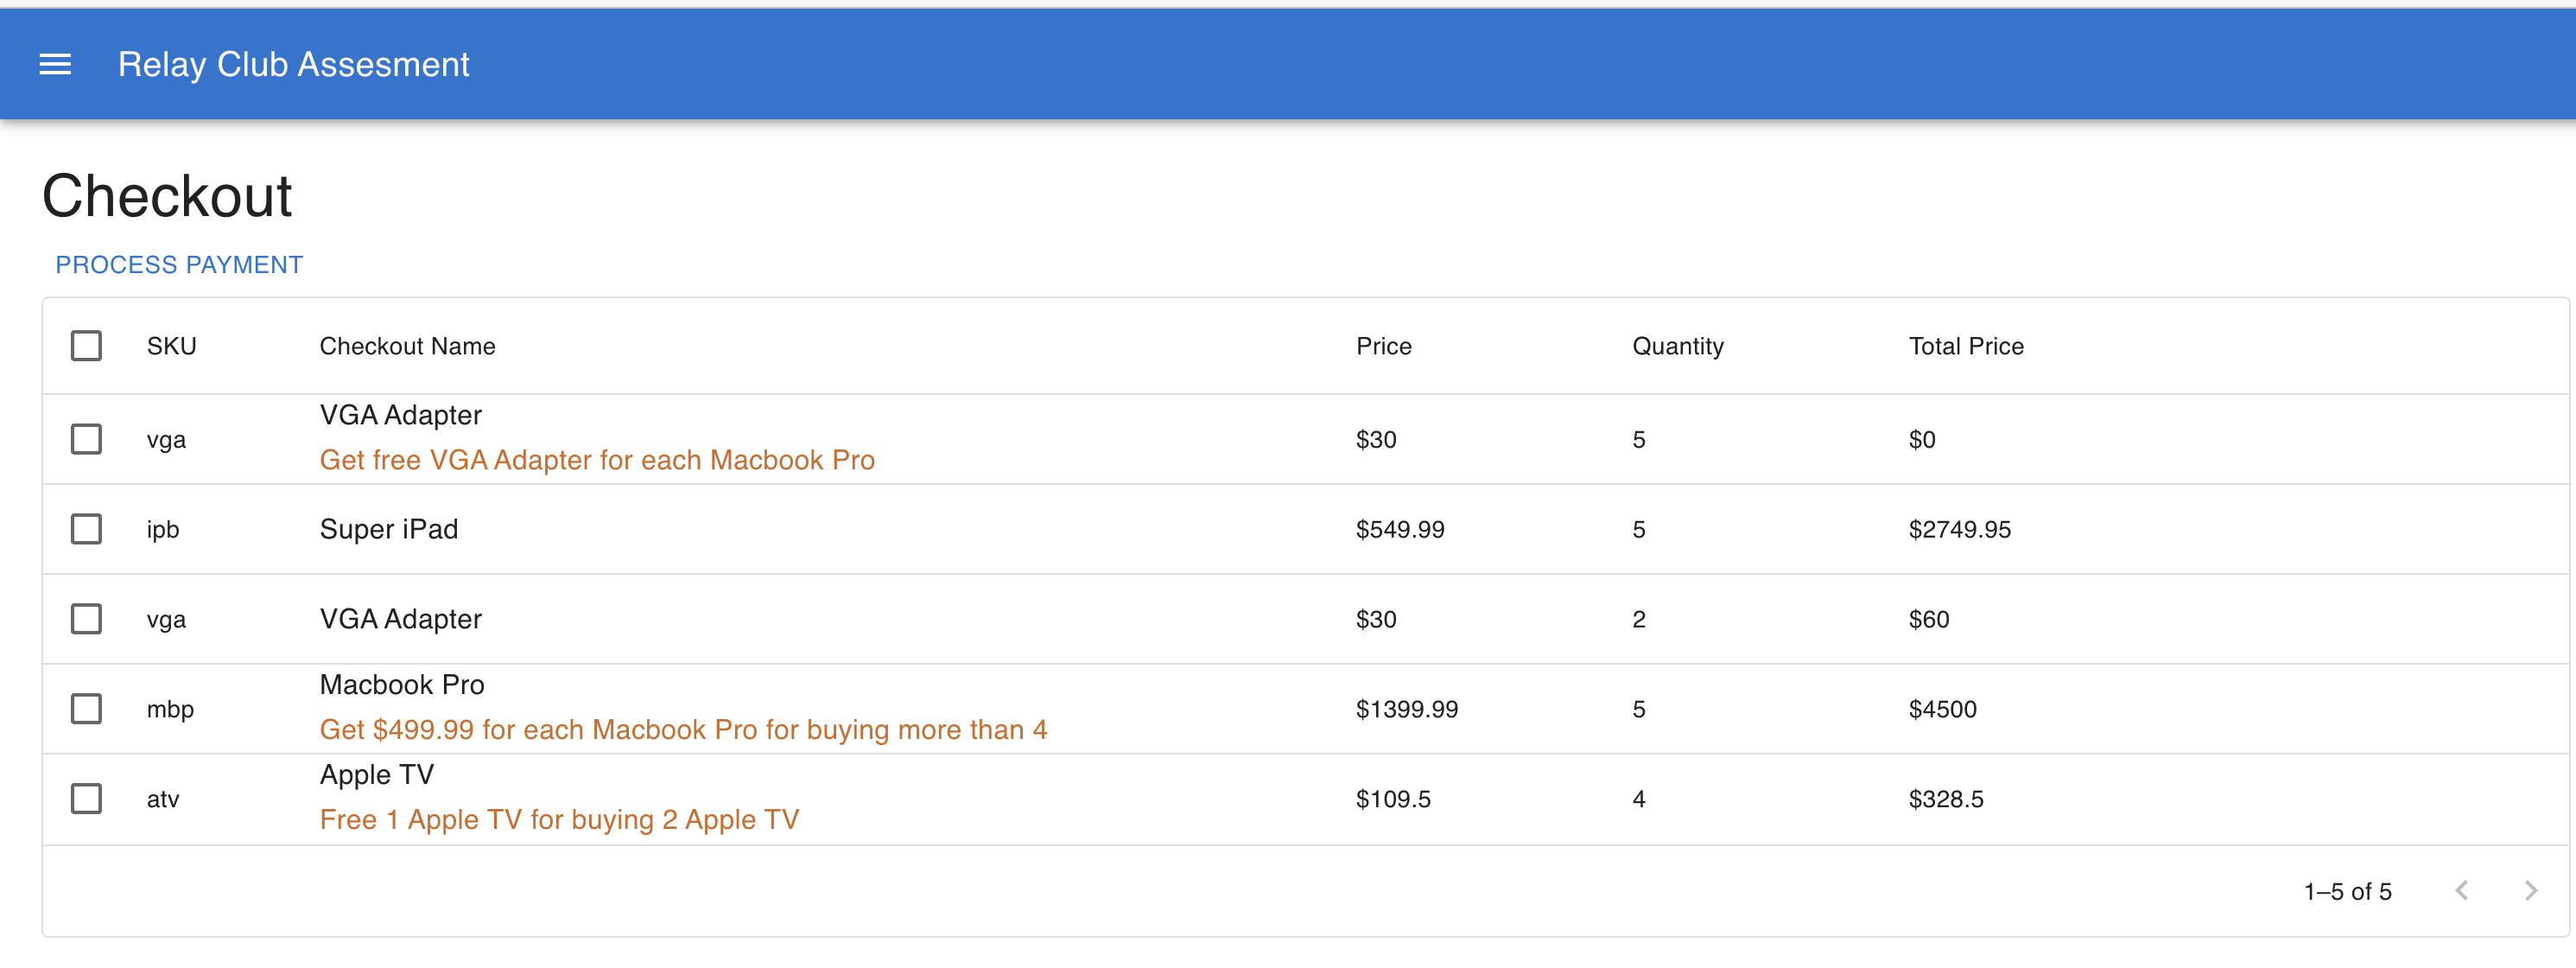 Relay Club Assesment
Checkout
PROCESS PAYMENT
SKU Checkout Name Price Quantity Total Price
VGA Adapter
vga $30 5 $0
Get free VGA Adapter for each Macbook Pro
ipb Super iPad $549.99 5 $2749.95
vga VGA Adapter $30 2 $60
Macbook Pro
mbp $1399.99 5 $4500
Get $499.99 for each Macbook Pro for buying more than 4
Apple TV
atv $109.5 4 $328.5
Free 1 Apple TV for buying 2 Apple TV
1–5 of 5